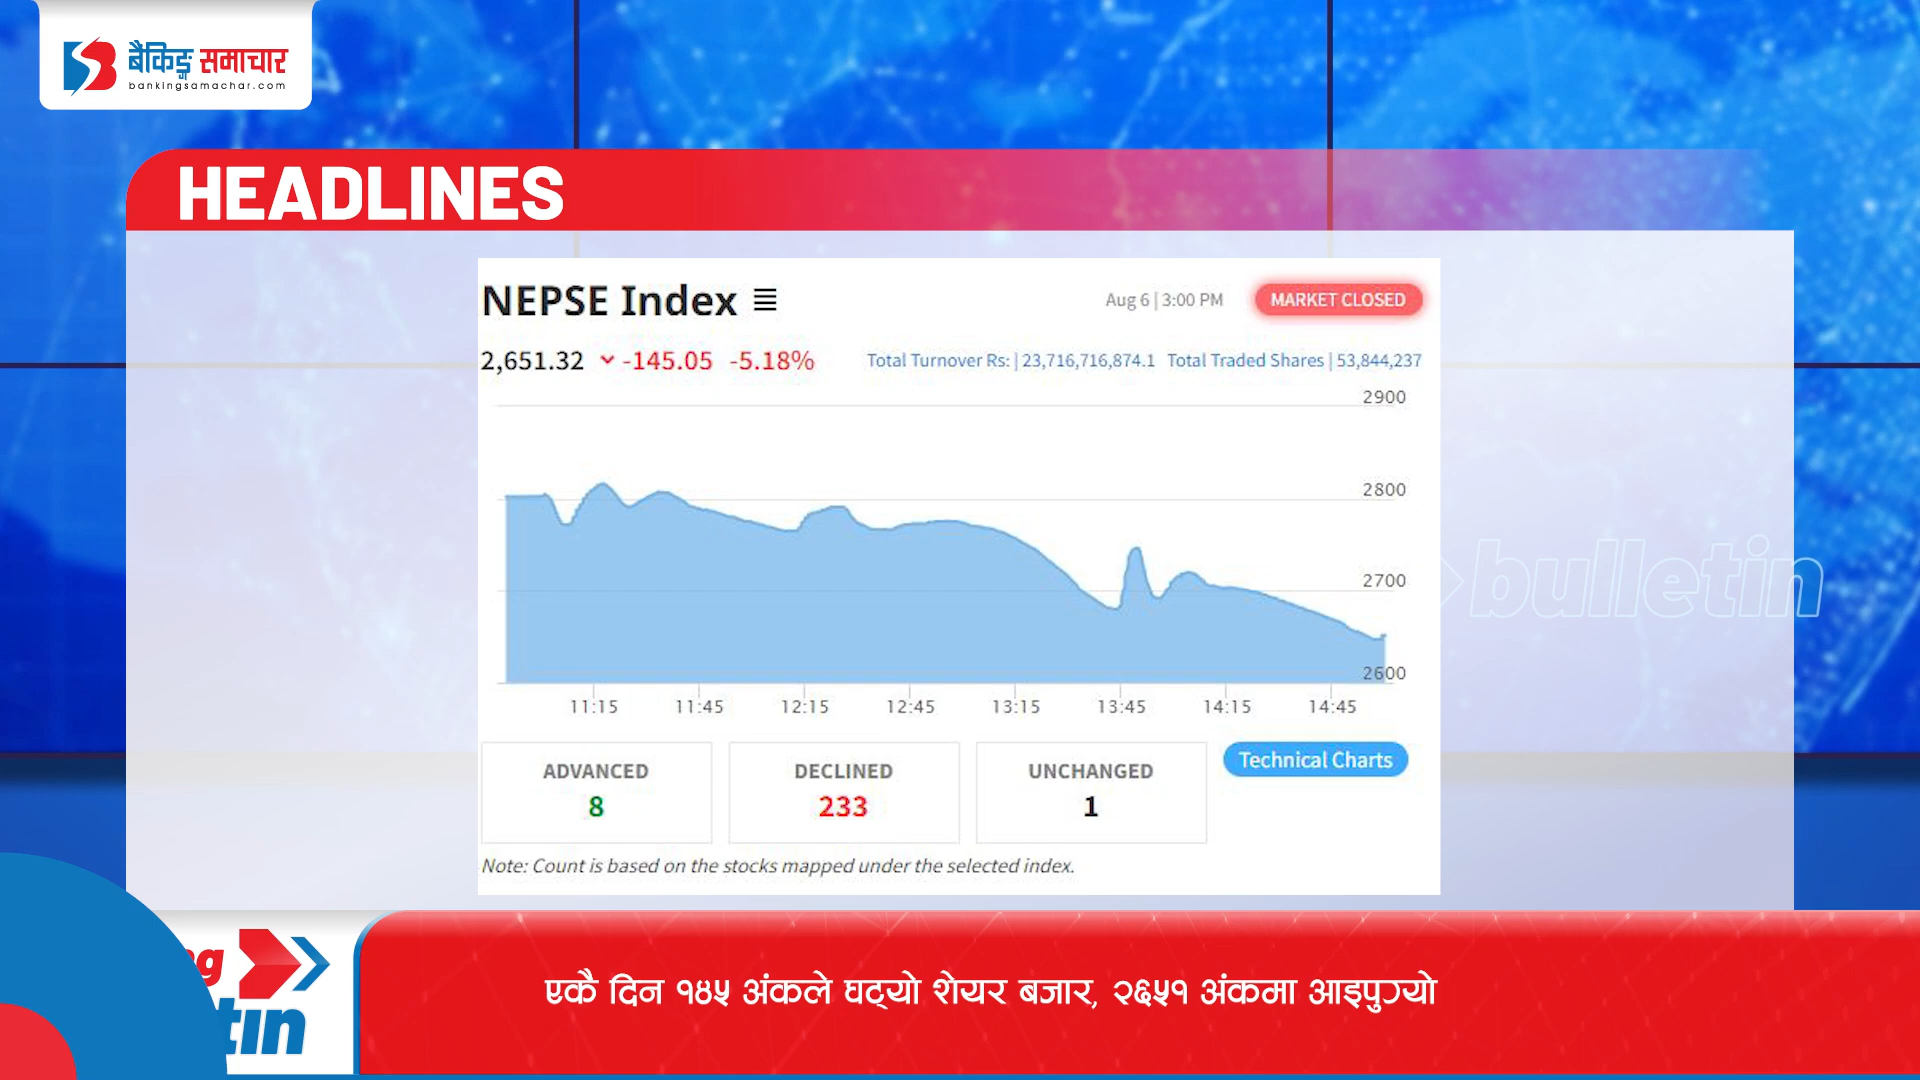 बैंकिङ्ग समाचार
bankingsamachar.com
HEADLINES
NEPSE Index
Aug 6 | 3:00 PM
MARKET CLOSED
2,651.32 -145.05 -5.18%
Total Turnover Rs: | 23,716,716,874.1 Total Traded Shares | 53,844,237
2900
2800
2700
2600
11:15 11:45 12:15 12:45 13:15 13:45 14:15 14:45
ADVANCED
8
DECLINED
233
UNCHANGED
1
Technical Charts
Note: Count is based on the stocks mapped under the selected index.
bulletin
एकै दिन १४५ अंकले घट्यो शेयर बजार, २६५१ अंकमा आइपुग्यो